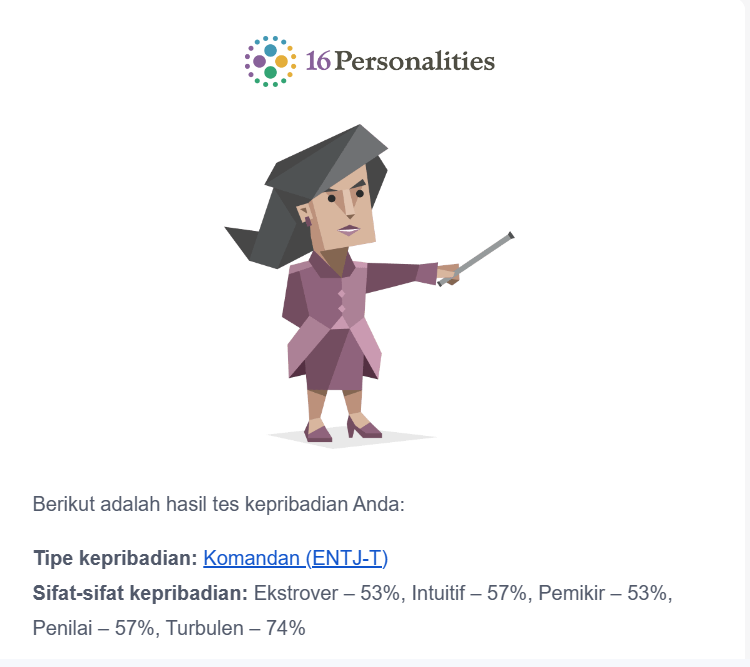 16Personalities
Berikut adalah hasil tes kepribadian Anda:
Tipe kepribadian: Komandan (ENTJ-T)
Sifat-sifat kepribadian: Ekstrover – 53%, Intuitif – 57%, Pemikir – 53%,
Penilai – 57%, Turbulen – 74%